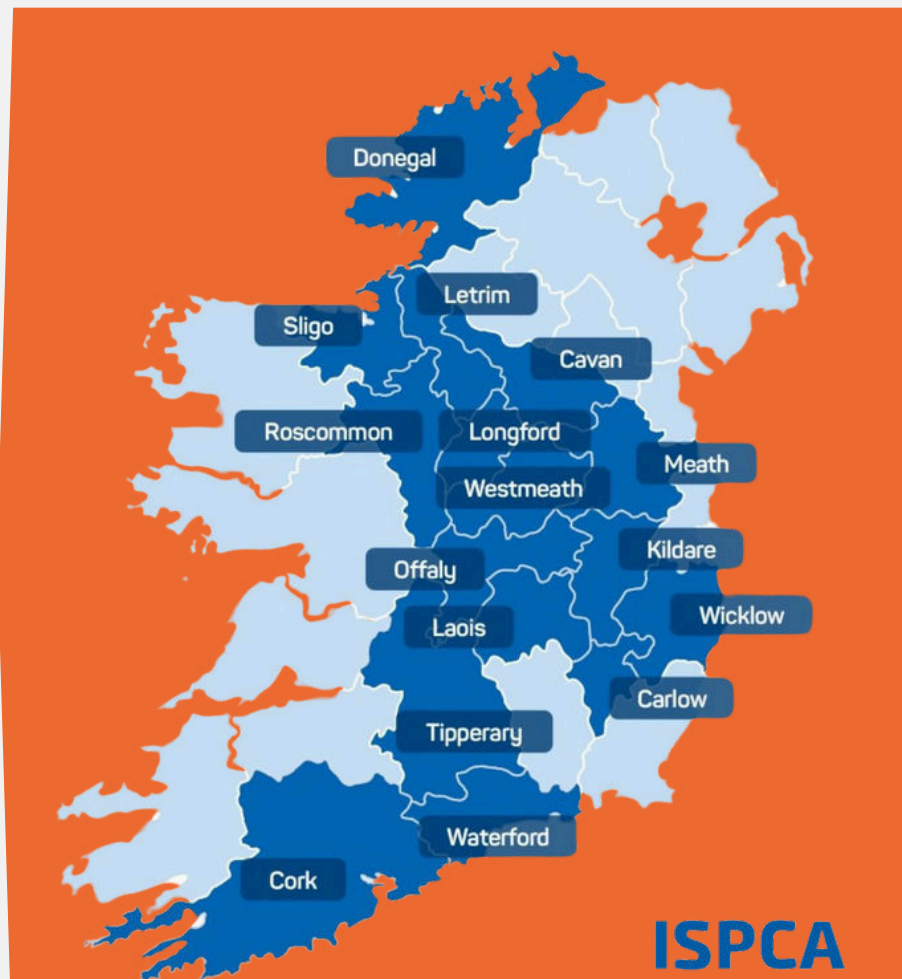 Donegal
Letrim
Sligo
Cavan
Roscommon
Longford
Meath
Westmeath
Kildare
Offaly
Wicklow
Laois
Carlow
Tipperary
Waterford
Cork
ISPCA